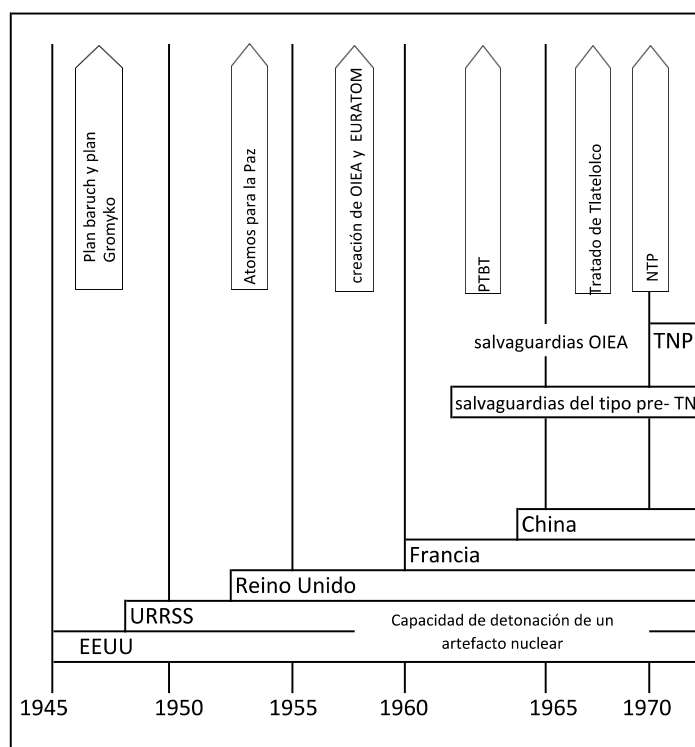 Plan baruch y plan
Gromyko
Atomos para la Paz
creación de OIEA y EURATOM
PTBT
Tratado de Tlatelolco
NTP
salvaguardias OIEA
TNP
salvaguardias del tipo pre- TN
China
Francia
Reino Unido
URRSS
EEUU
Capacidad de detonación de un
artefacto nuclear
1945
1950
1955
1960
1965
1970